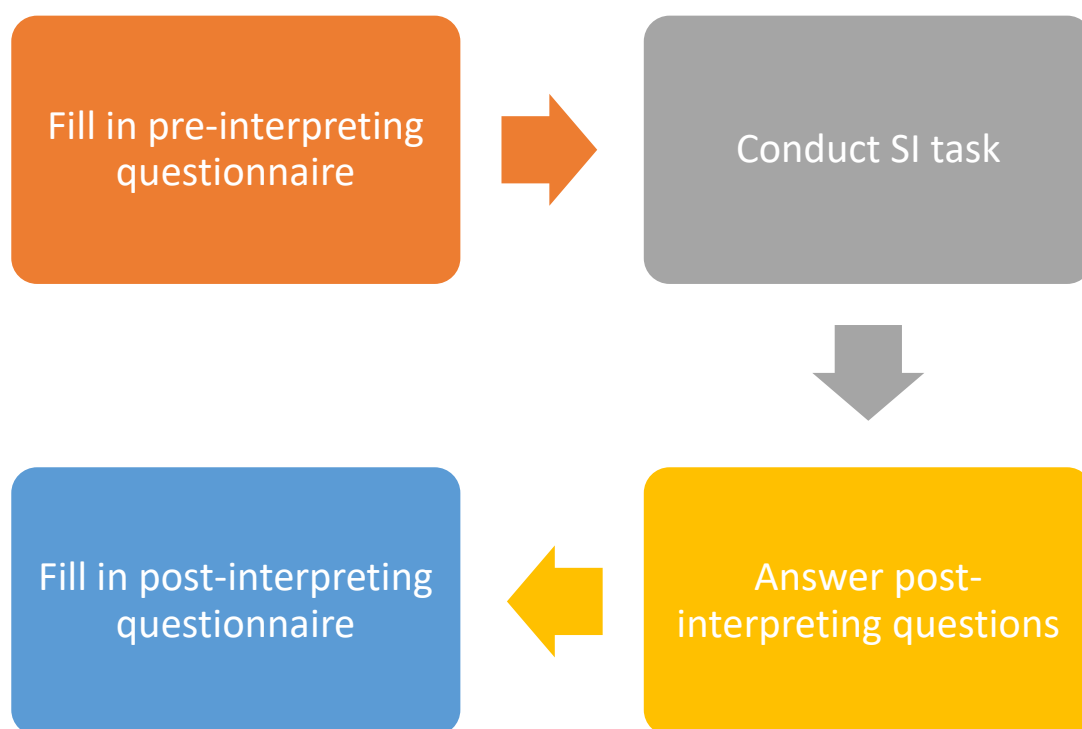 Fill in pre-interpreting
questionnaire
Conduct SI task
Answer post-
interpreting questions
Fill in post-interpreting
questionnaire